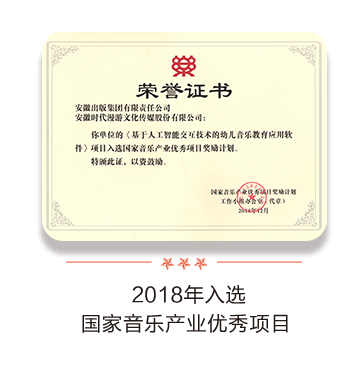 荣誉证书
安徽出版集团有限责任公司
安徽时代漫游文化传媒股份有限公司：
你单位的《基于人工智能交互技术的幼儿音乐教育应用软
件》项目入选国家音乐产业优秀项目奖励计划。
特颁此证，以资鼓励。
国家音乐产业优秀项目奖励计划
工作小组办公室（代章）
2018年12月
2018年入选
国家音乐产业优秀项目